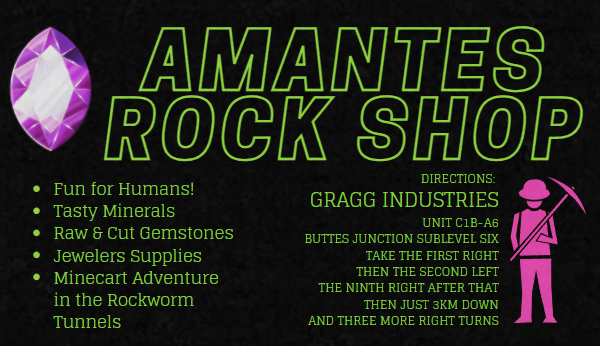 AMANTES
ROCK SHOP
• Fun for Humans!
• Tasty Minerals
• Raw & Cut Gemstones
• Jewelers Supplies
• Minecart Adventure
in the Rockworm
Tunnels
DIRECTIONS:
GRAGG INDUSTRIES
UNIT C1B-A6
BUTTES JUNCTION SUBLEVEL SIX
TAKE THE FIRST RIGHT
THEN THE SECOND LEFT
THE NINTH RIGHT AFTER THAT
THEN JUST 3KM DOWN
AND THREE MORE RIGHT TURNS